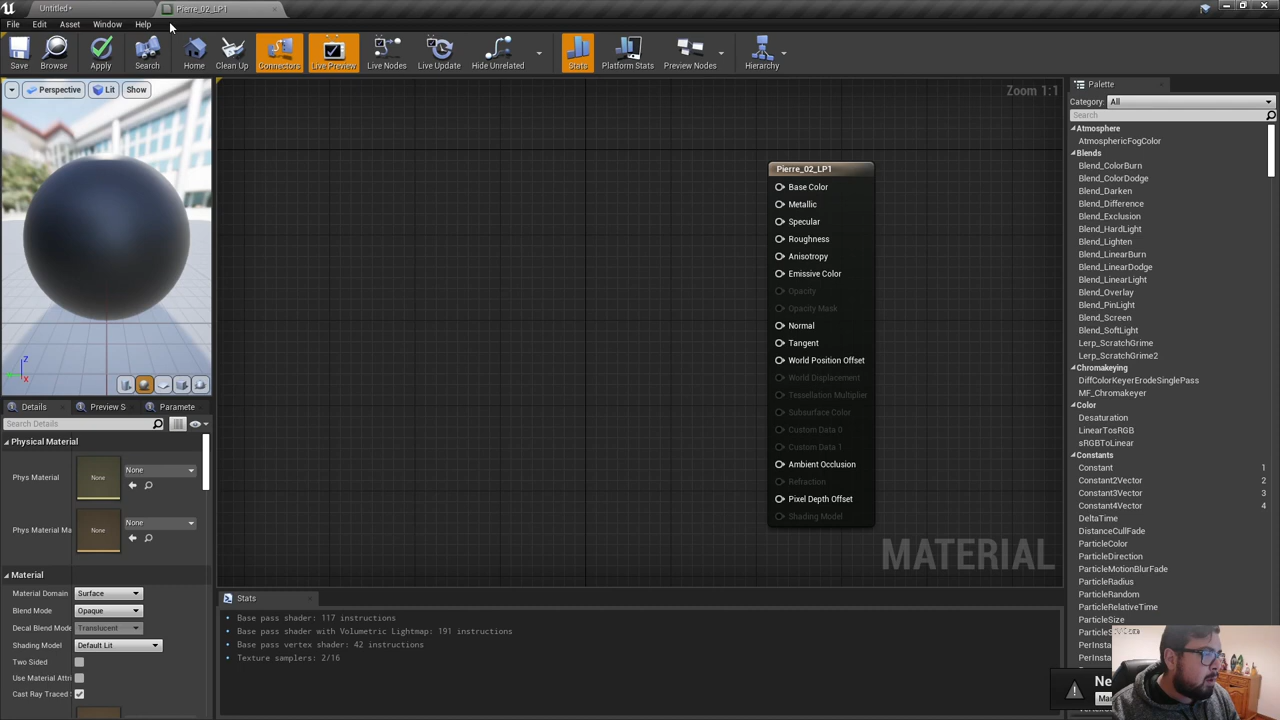 Untitled*
Pierre_02_LP1
File Edit Asset Window Help
Save Browse Apply Search Home Clean Up Connectors Live Preview Live Nodes Live Update Hide Unrelated Stats Platform Stats Preview Nodes Hierarchy
Perspective Lit Show
Zoom 1:1
Palette
Category: All
Search
Atmosphere
AtmosphericFogColor
Blends
Blend_ColorBurn
Blend_ColorDodge
Blend_Darken
Blend_Difference
Blend_Exclusion
Blend_HardLight
Blend_Lighten
Blend_LinearBurn
Blend_LinearDodge
Blend_LinearLight
Blend_Overlay
Blend_PinLight
Blend_Screen
Blend_SoftLight
Lerp_ScratchGrime
Lerp_ScratchGrime2
Chromakeying
DiffColorKeyerErodeSinglePass
MF_Chromakeyer
Color
Desaturation
LinearTosRGB
sRGBToLinear
Constants
Constant 1
Constant2Vector 2
Constant3Vector 3
Constant4Vector 4
DeltaTime
DistanceCullFade
ParticleColor
ParticleDirection
ParticleMotionBlurFade
ParticleRadius
ParticleRandom
ParticleRelativeTime
ParticleSize
Pierre_02_LP1
Base Color
Metallic
Specular
Roughness
Anisotropy
Emissive Color
Opacity
Opacity Mask
Normal
Tangent
World Position Offset
World Displacement
Tessellation Multiplier
Subsurface Color
Custom Data 0
Custom Data 1
Ambient Occlusion
Refraction
Pixel Depth Offset
Shading Model
MATERIAL
z
x
Details Preview S Paramete
Search Details
Physical Material
Phys Material None None
Phys Material Ma None None
Material
Material Domain Surface
Blend Mode Opaque
Decal Blend Mode Translucent
Shading Model Default Lit
Two Sided
Use Material Attri
Cast Ray Traced
Stats
Base pass shader: 117 instructions
Base pass shader with Volumetric Lightmap: 191 instructions
Base pass vertex shader: 42 instructions
Texture samplers: 2/16
Ne